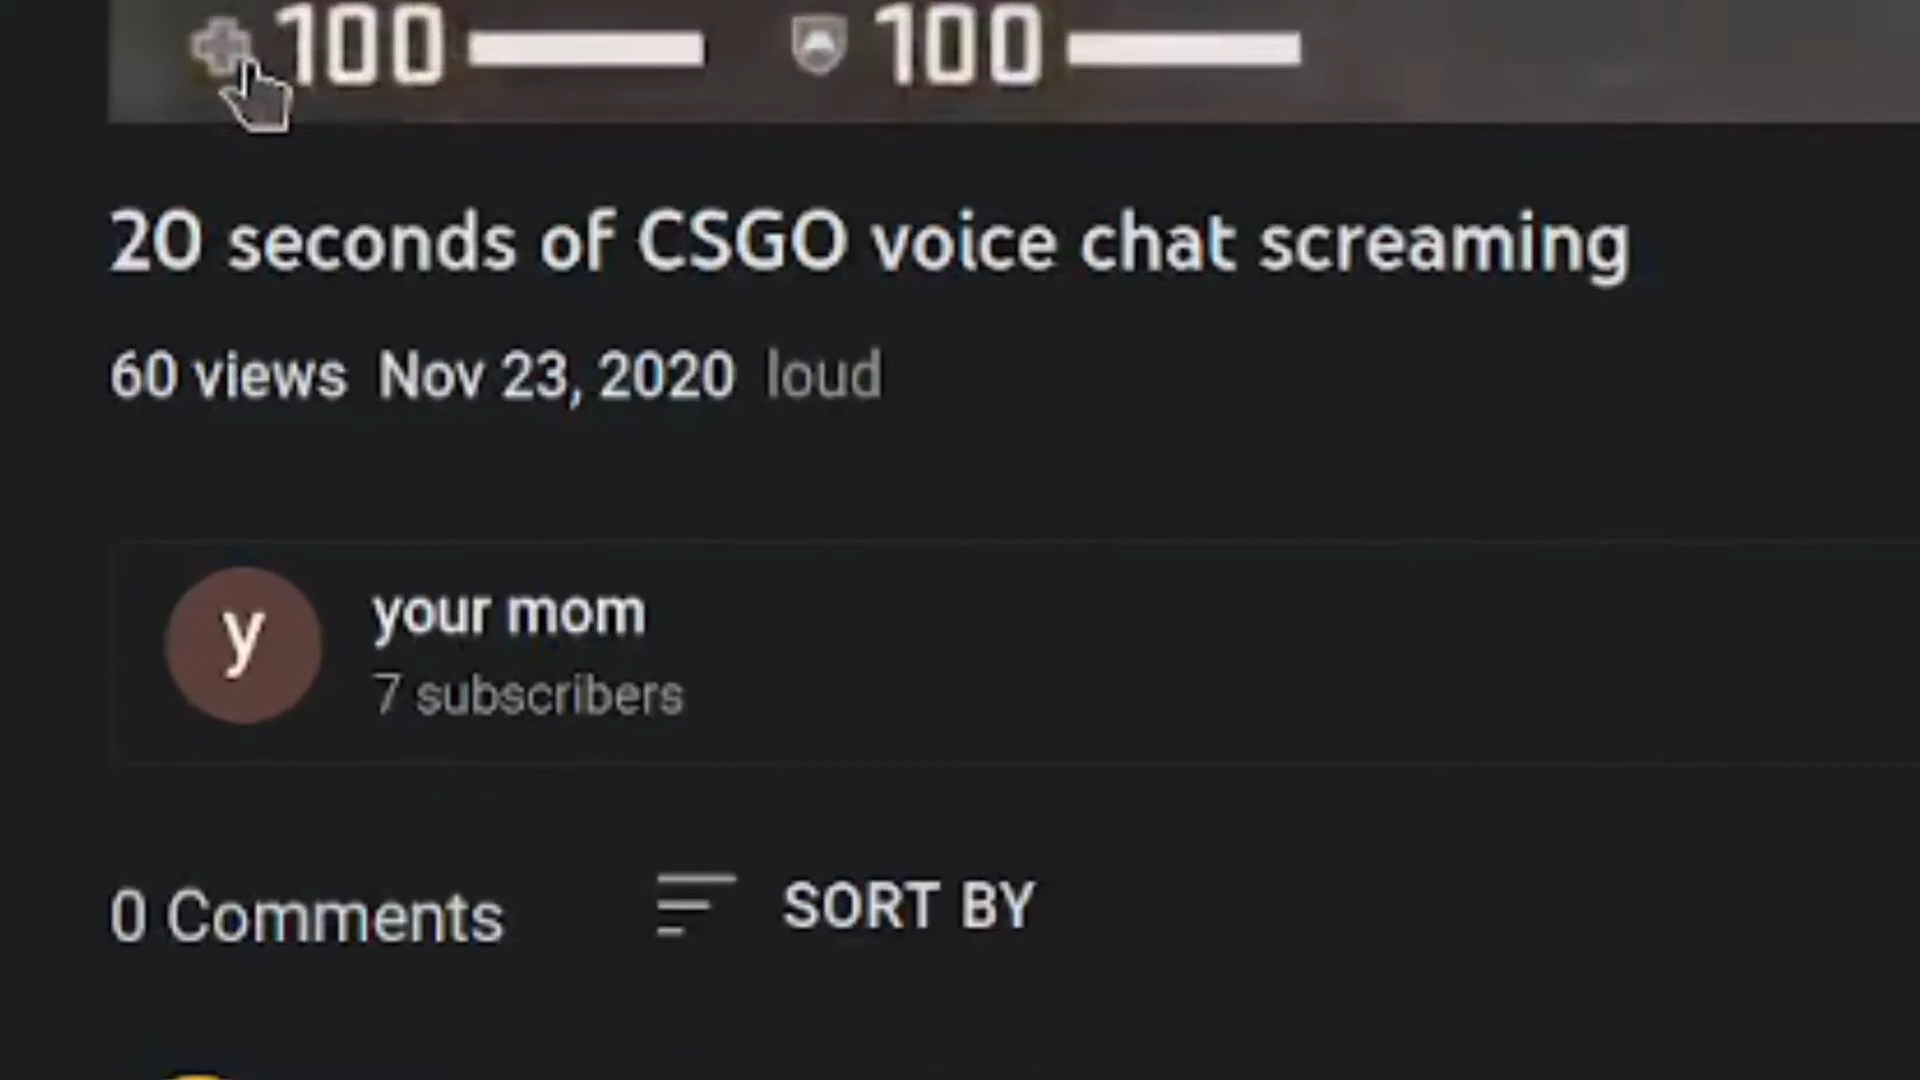 100 100
20 seconds of CSGO voice chat screaming
60 views Nov 23, 2020 loud
y
your mom
7 subscribers
0 Comments SORT BY